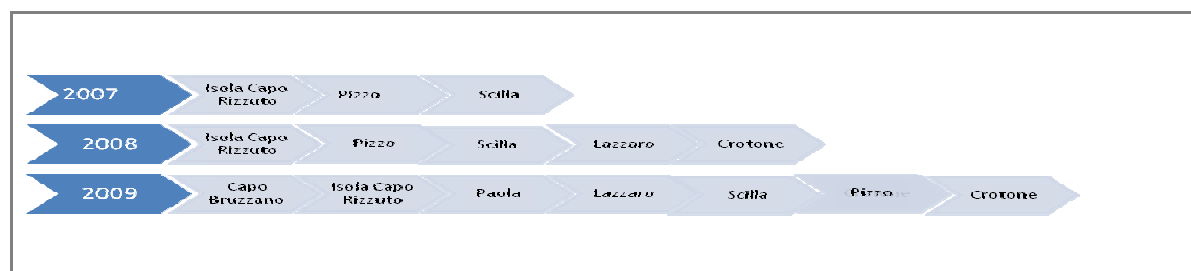 2007
Isola Capo
Rizzuto
Pizzo
Scilla
2008
Isola Capo
Rizzuto
Pizzo
Scilla
Lazzaro
Crotone
2009
Capo
Bruzzano
Isola Capo
Rizzuto
Paola
Lazzaro
Scilla
Pizzo
Crotone